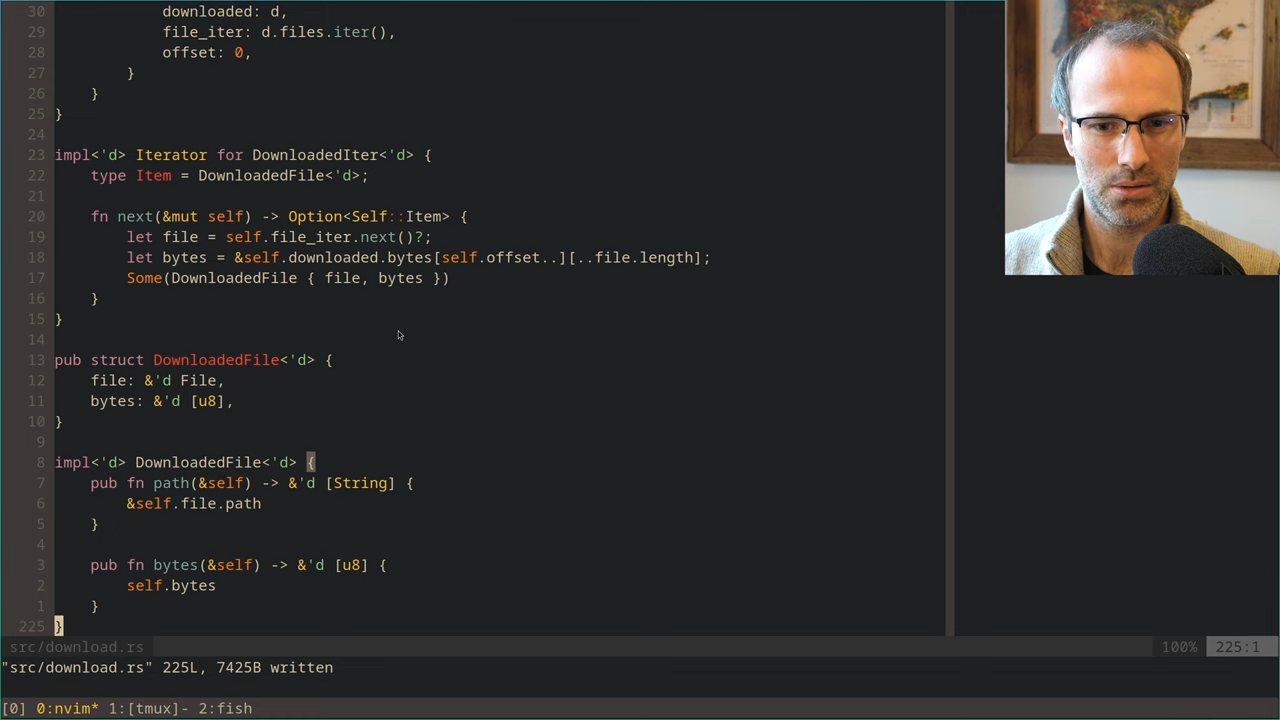 30             downloaded: d,
29             file_iter: d.files.iter(),
28             offset: 0,
27         }
26     }
25 }
24
23 impl<'d> Iterator for DownloadedIter<'d> {
22     type Item = DownloadedFile<'d>;
21
20     fn next(&mut self) -> Option<Self::Item> {
19         let file = self.file_iter.next()?;
18         let bytes = &self.downloaded.bytes[self.offset..][..file.length];
17         Some(DownloadedFile { file, bytes })
16     }
15 }
14
13 pub struct DownloadedFile<'d> {
12     file: &'d File,
11     bytes: &'d [u8],
10 }
9
8 impl<'d> DownloadedFile<'d> {
7     pub fn path(&self) -> &'d [String] {
6         &self.file.path
5     }
4
3     pub fn bytes(&self) -> &'d [u8] {
2         self.bytes
1     }
225 }
src/download.rs 100% 225:1
"src/download.rs" 225L, 7425B written
[0] 0:nvim* 1:[tmux]- 2:fish